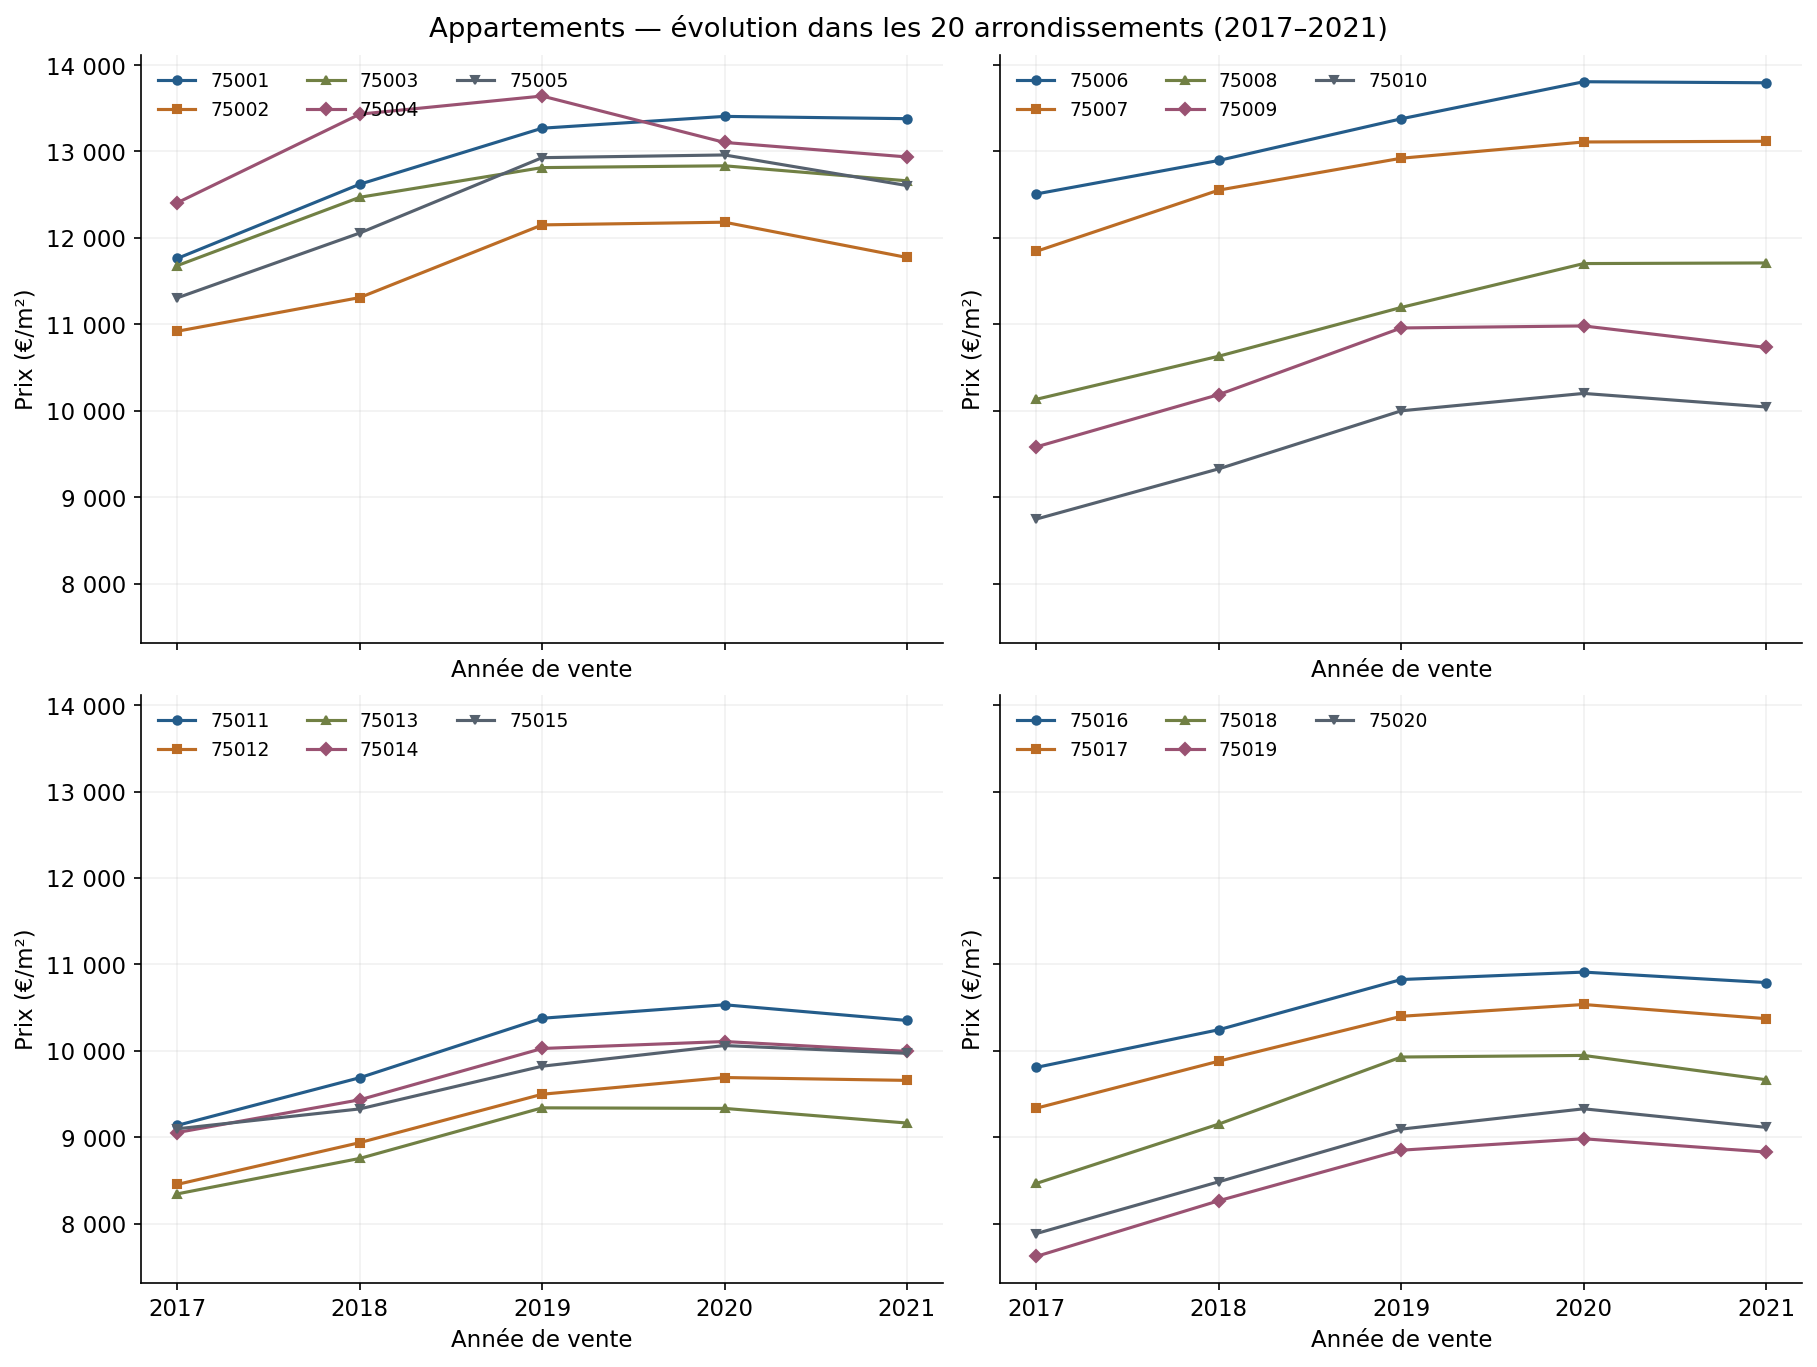 Appartements — évolution dans les 20 arrondissements (2017–2021)
75001 75003 75005
75002 75004
14 000
13 000
12 000
11 000
10 000
9 000
8 000
Prix (€/m²)
Année de vente
75006 75008 75010
75007 75009
Prix (€/m²)
Année de vente
75011 75013 75015
75012 75014
14 000
13 000
12 000
11 000
10 000
9 000
8 000
Prix (€/m²)
2017 2018 2019 2020 2021
Année de vente
75016 75018 75020
75017 75019
Prix (€/m²)
2017 2018 2019 2020 2021
Année de vente